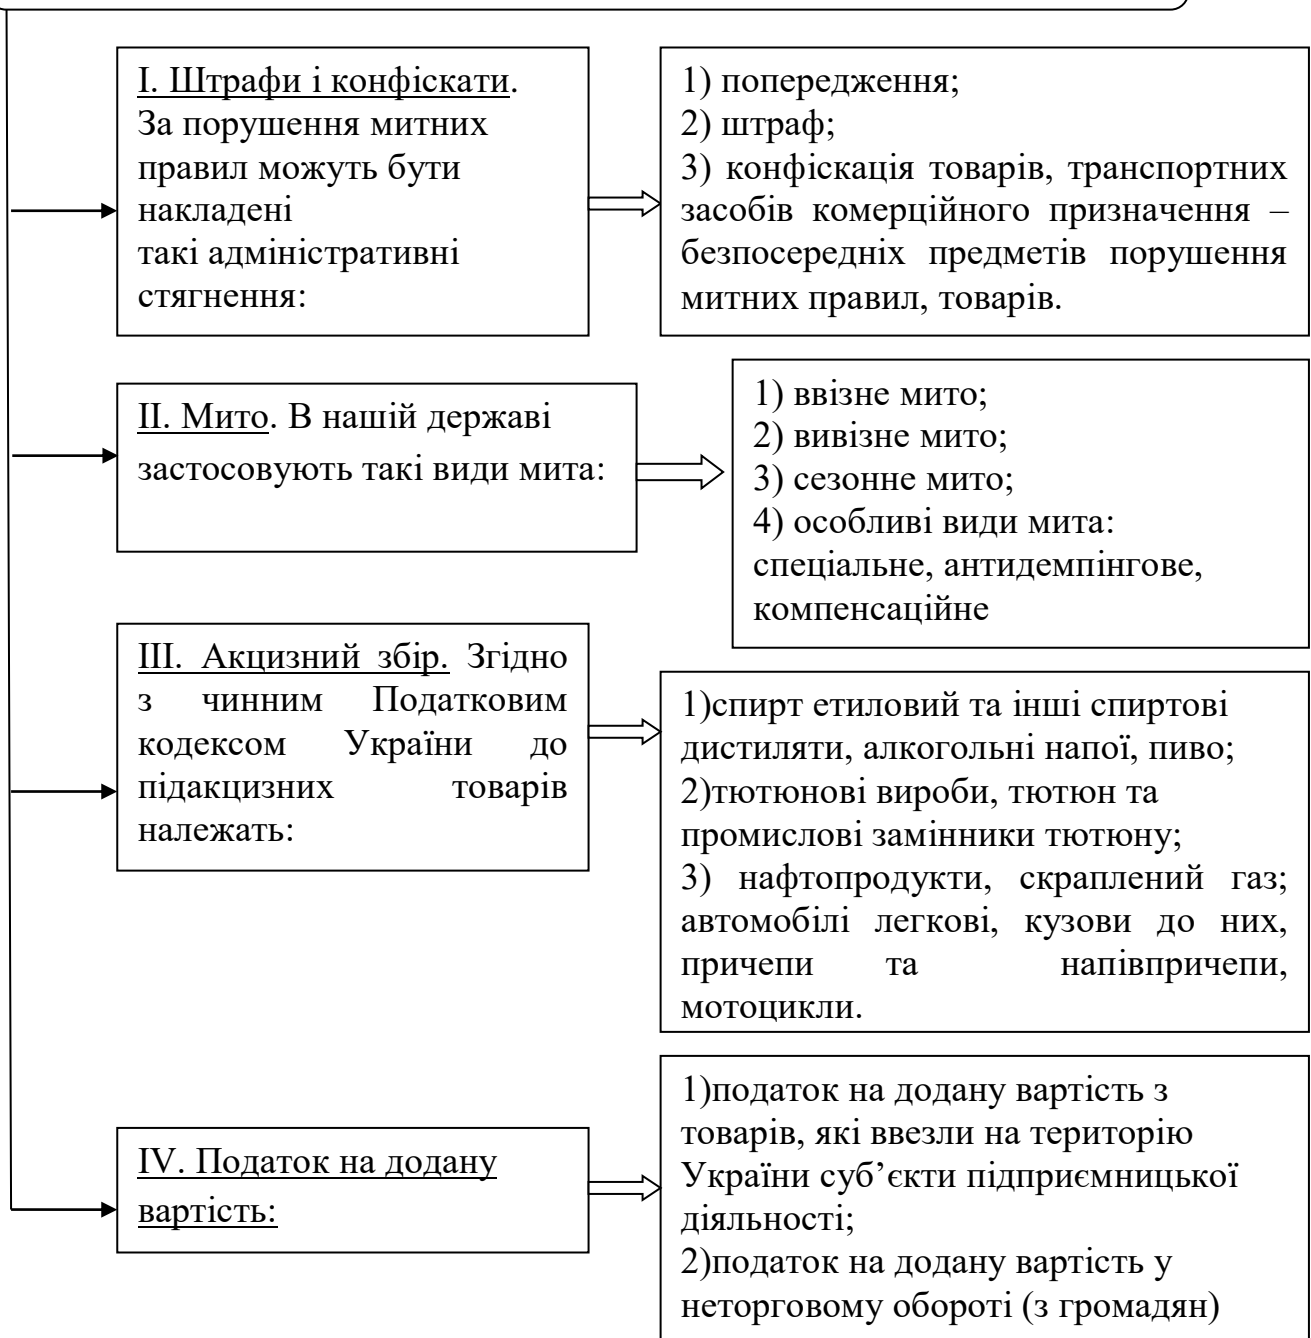 І. Штрафи і конфіскати.
За порушення митних
правил можуть бути
накладені
такі адміністративні
стягнення:
1) попередження;
2) штраф;
3) конфіскація товарів, транспортних
засобів комерційного призначення –
безпосередніх предметів порушення
митних правил, товарів.
ІІ. Мито. В нашій державі
застосовують такі види мита:
1) ввізне мито;
2) вивізне мито;
3) сезонне мито;
4) особливі види мита:
спеціальне, антидемпінгове,
компенсаційне
ІІІ. Акцизний збір. Згідно
з чинним Податковим
кодексом України до
підакцизних товарів
належать:
1)спирт етиловий та інші спиртові
дистиляти, алкогольні напої, пиво;
2)тютюнові вироби, тютюн та
промислові замінники тютюну;
3) нафтопродукти, скраплений газ;
автомобілі легкові, кузови до них,
причепи та напівпричепи,
мотоцикли.
IV. Податок на додану
вартість:
1)податок на додану вартість з
товарів, які ввезли на територію
України суб’єкти підприємницької
діяльності;
2)податок на додану вартість у
неторговому обороті (з громадян)